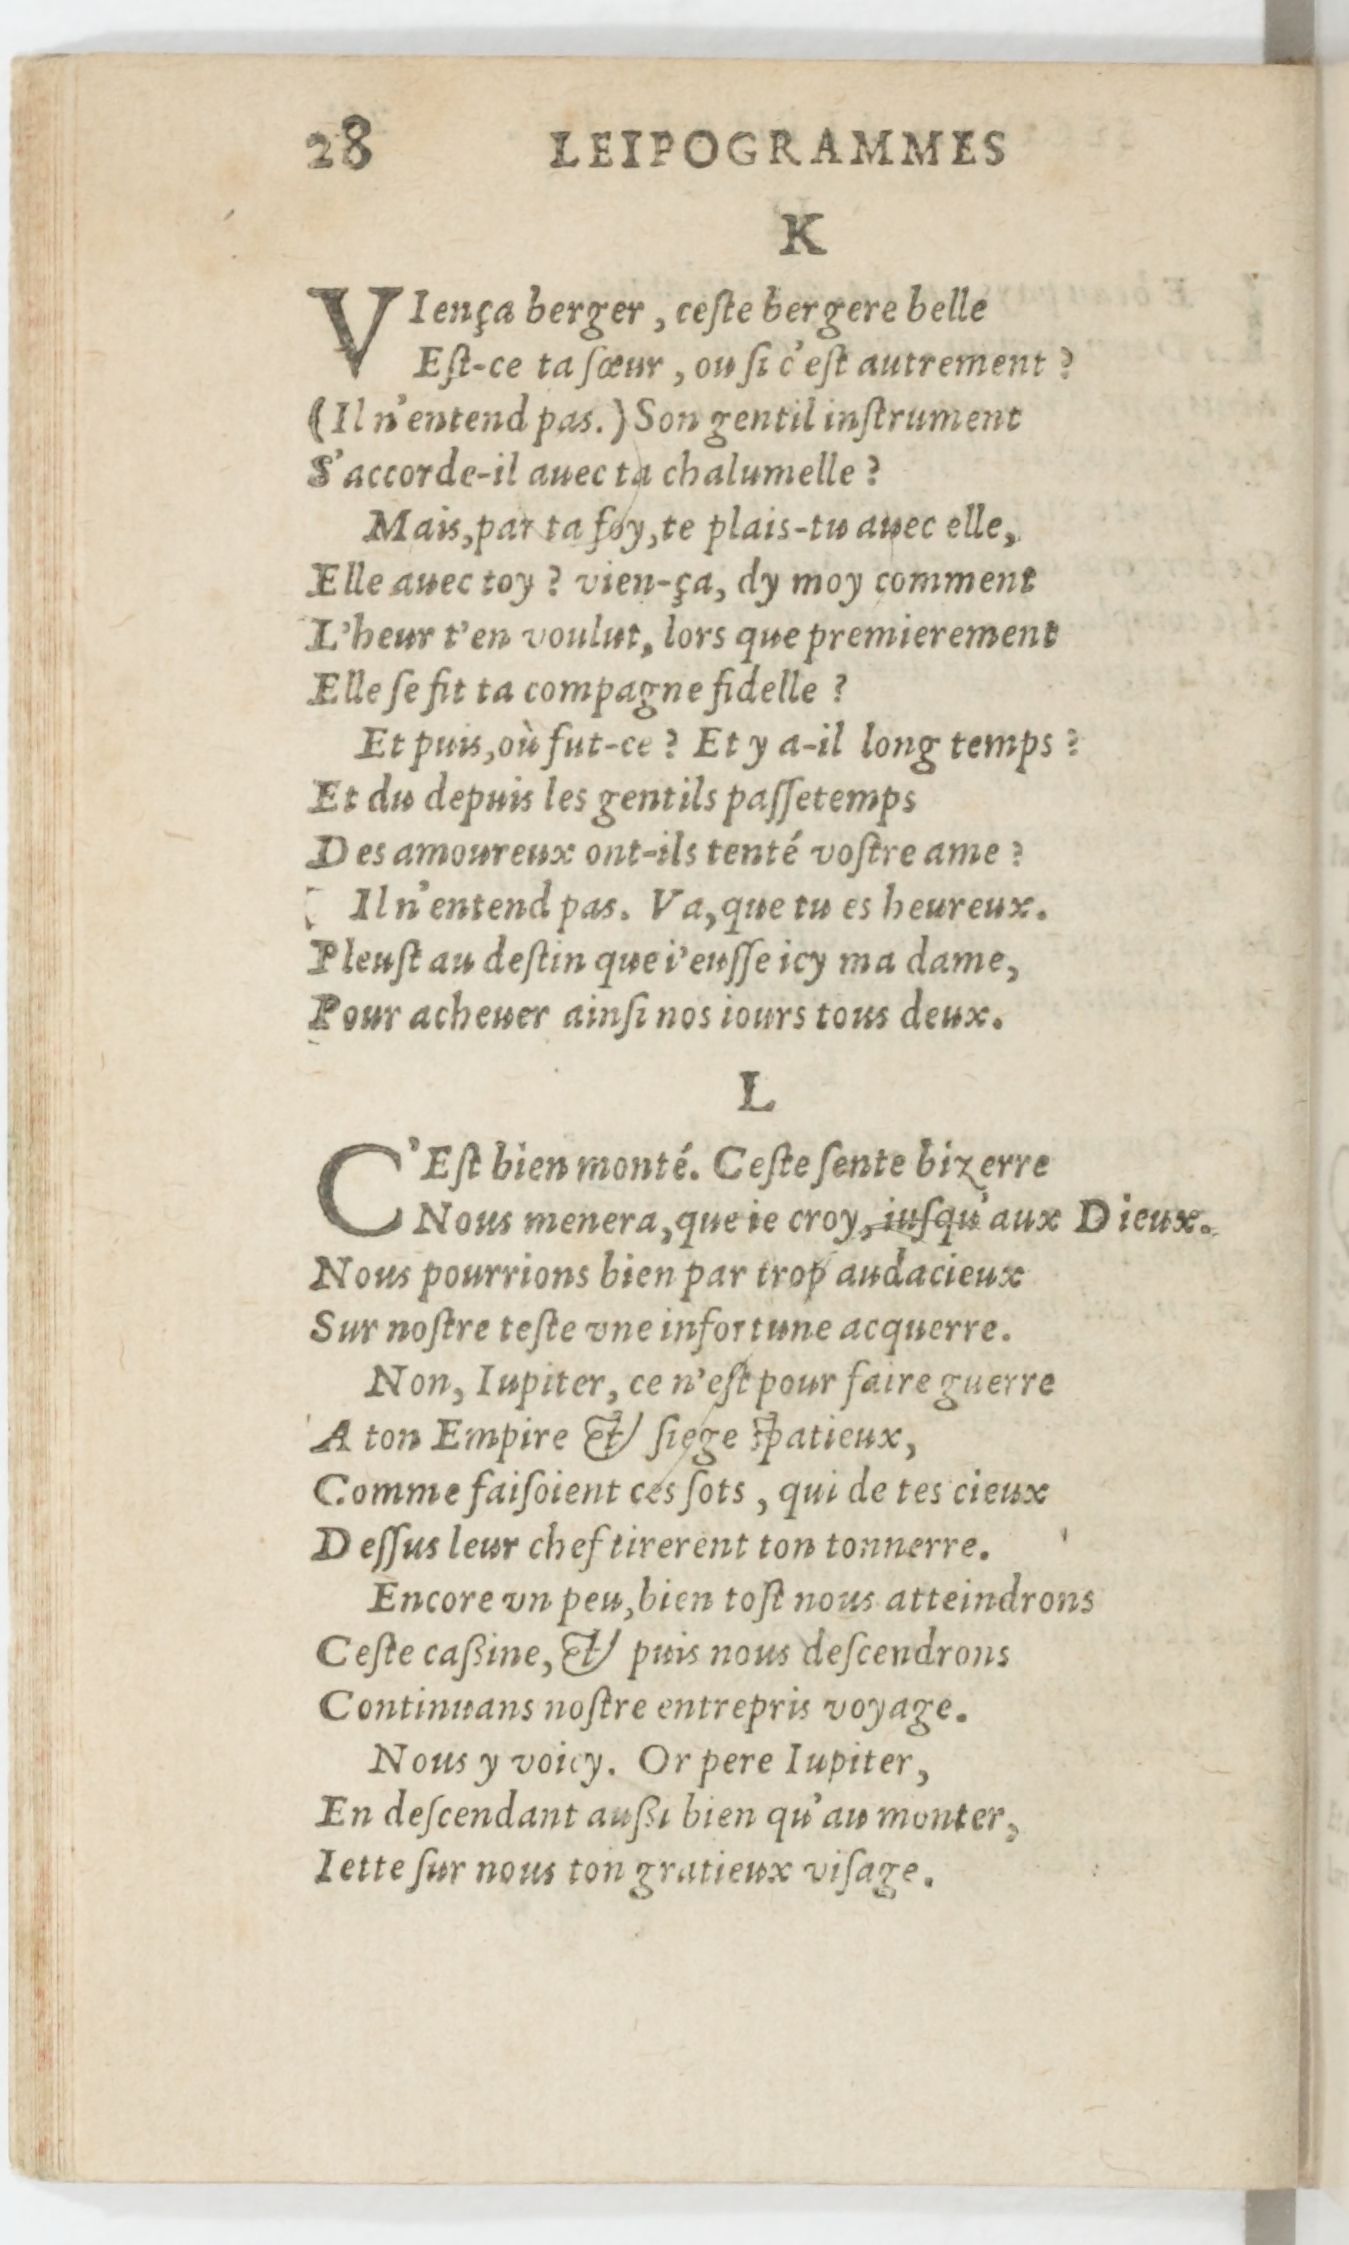 28 LEIPOGRAMMES
K
VIença berger, ceſte bergere belle
Eſt-ce ta ſœur, ou ſi c'eſt autrement?
(Il n'entend pas.) Son gentil inſtrument
S'accorde-il auec ta chalumelle?
Mais, par ta foy, te plais-tu auec elle,
Elle auec toy? vien-ça, dy moy comment
L'heur t'en voulut, lors que premierement
Elle ſe fit ta compagne fidelle?
Et puis, où fut-ce? Et y a-il long temps?
Et du depuis les gentils paſſetemps
Des amoureux ont-ils tenté voſtre ame?
Il n'entend pas. Va, que tu es heureux.
Pleuſt au deſtin que i'euſſe icy ma dame,
Pour acheuer ainſi nos iours tous deux.
L
C'Eſt bien monté. Ceſte ſente bizerre
Nous menera, que ie croy, iuſqu'aux Dieux.
Nous pourrions bien par trop audacieux
Sur noſtre teſte vne infortune acquerre.
Non, Iupiter, ce n'eſt pour faire guerre
A ton Empire & ſiege ſpatieux,
Comme faiſoient ces ſots, qui de tes cieux
Deſſus leur chef tirerent ton tonnerre.
Encore vn peu, bien toſt nous atteindrons
Ceſte caßine, & puis nous deſcendrons
Continuans noſtre entrepris voyage.
Nous y voicy. Or pere Iupiter,
En deſcendant außi bien qu'au monter,
Iette ſur nous ton gratieux viſage.